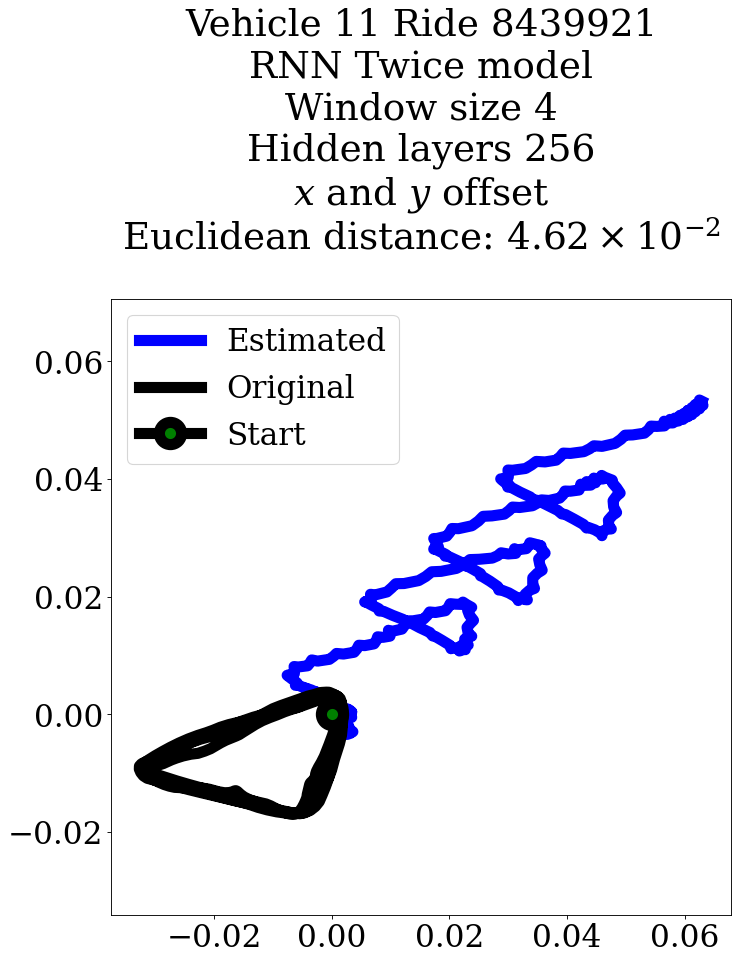 Vehicle 11 Ride 8439921
RNN Twice model
Window size 4
Hidden layers 256
x and y offset
Euclidean distance: 4.62 × 10⁻²
Estimated
Original
Start
0.06
0.04
0.02
0.00
−0.02
−0.02 0.00 0.02 0.04 0.06